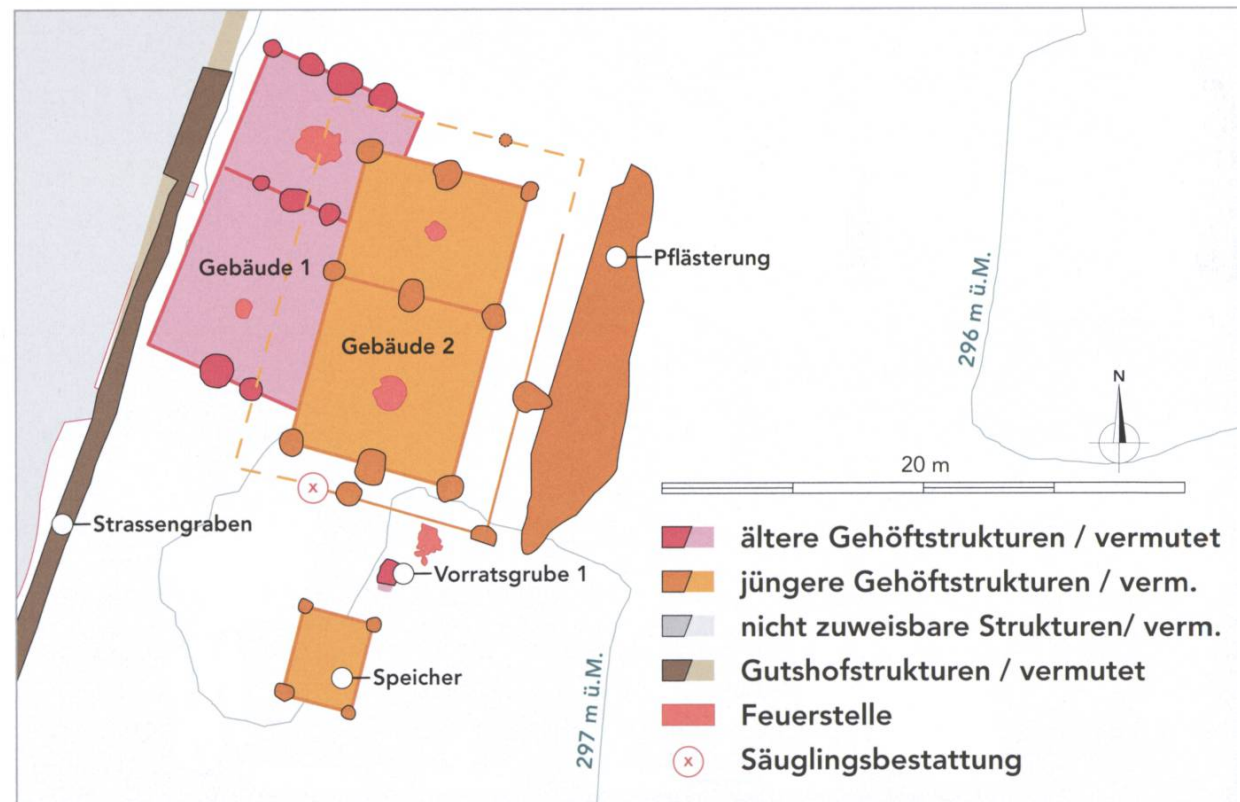 Gebäude 1
Gebäude 2
Pflästerung
296 m ü.M.
N
20 m
Strassengraben
x
Vorratsgrube 1
Speicher
297 m ü.M.
ältere Gehöftstrukturen / vermutet
jüngere Gehöftstrukturen / verm.
nicht zuweisbare Strukturen/ verm.
Gutshofstrukturen / vermutet
Feuerstelle
x
Säuglingsbestattung